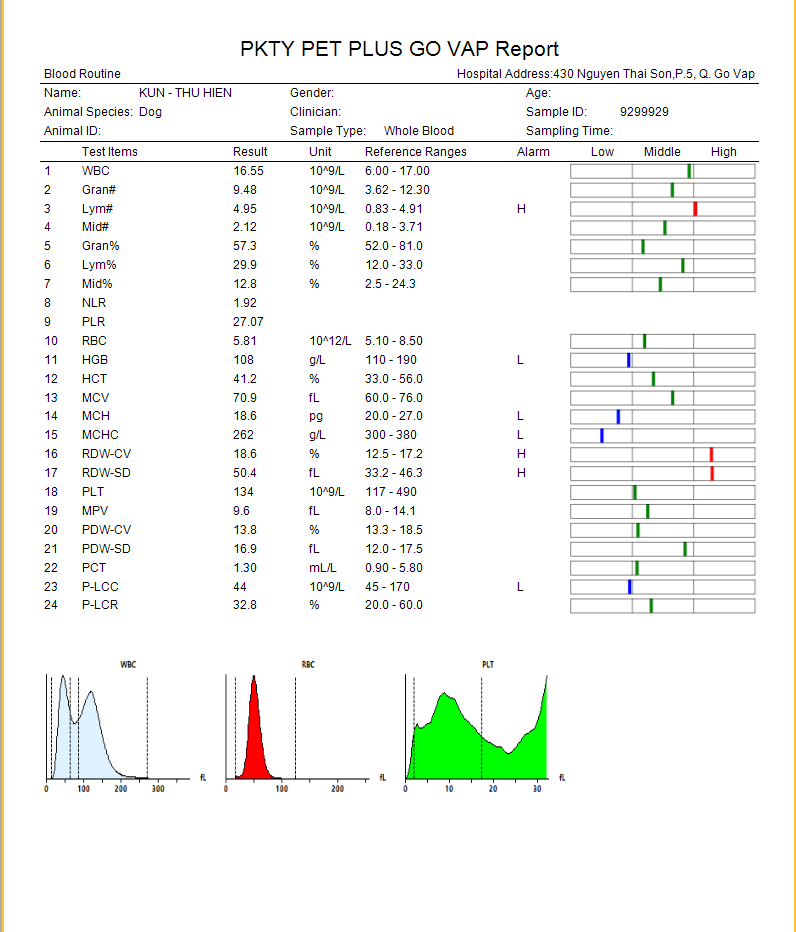 PKTY PET PLUS GO VAP Report
Blood Routine Hospital Address:430 Nguyen Thai Son,P.5, Q. Go Vap
Name: KUN - THU HIEN Gender: Age:
Animal Species: Dog Clinician: Sample ID: 9299929
Animal ID: Sample Type: Whole Blood Sampling Time:
Test Items Result Unit Reference Ranges Alarm Low Middle High
1 WBC 16.55 10^9/L 6.00 - 17.00
2 Gran# 9.48 10^9/L 3.62 - 12.30
3 Lym# 4.95 10^9/L 0.83 - 4.91 H
4 Mid# 2.12 10^9/L 0.18 - 3.71
5 Gran% 57.3 % 52.0 - 81.0
6 Lym% 29.9 % 12.0 - 33.0
7 Mid% 12.8 % 2.5 - 24.3
8 NLR 1.92
9 PLR 27.07
10 RBC 5.81 10^12/L 5.10 - 8.50
11 HGB 108 g/L 110 - 190 L
12 HCT 41.2 % 33.0 - 56.0
13 MCV 70.9 fL 60.0 - 76.0
14 MCH 18.6 pg 20.0 - 27.0 L
15 MCHC 262 g/L 300 - 380 L
16 RDW-CV 18.6 % 12.5 - 17.2 H
17 RDW-SD 50.4 fL 33.2 - 46.3 H
18 PLT 134 10^9/L 117 - 490
19 MPV 9.6 fL 8.0 - 14.1
20 PDW-CV 13.8 % 13.3 - 18.5
21 PDW-SD 16.9 fL 12.0 - 17.5
22 PCT 1.30 mL/L 0.90 - 5.80
23 P-LCC 44 10^9/L 45 - 170 L
24 P-LCR 32.8 % 20.0 - 60.0
WBC RBC PLT
fL fL fL
0 100 200 300 0 100 200 0 10 20 30